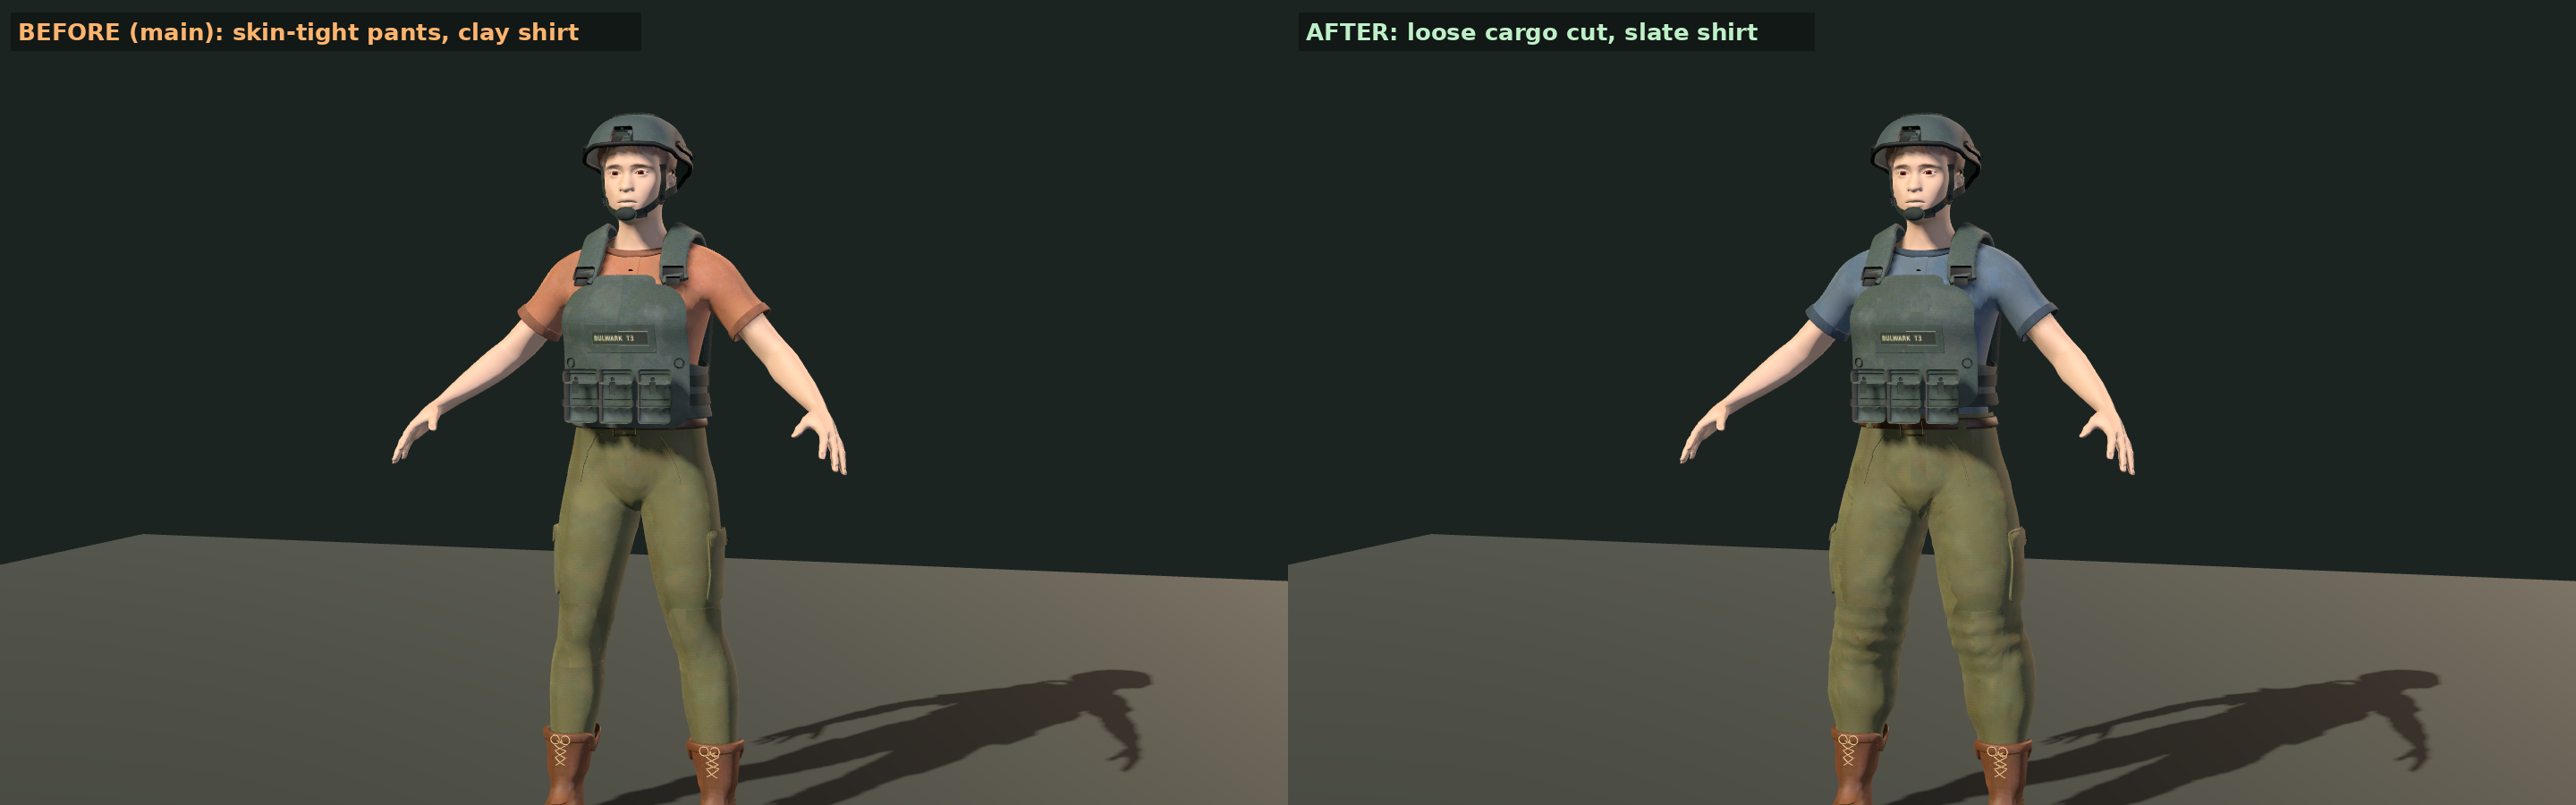 BEFORE (main): skin-tight pants, clay shirt
AFTER: loose cargo cut, slate shirt
BULWARK T3
BULWARK T3